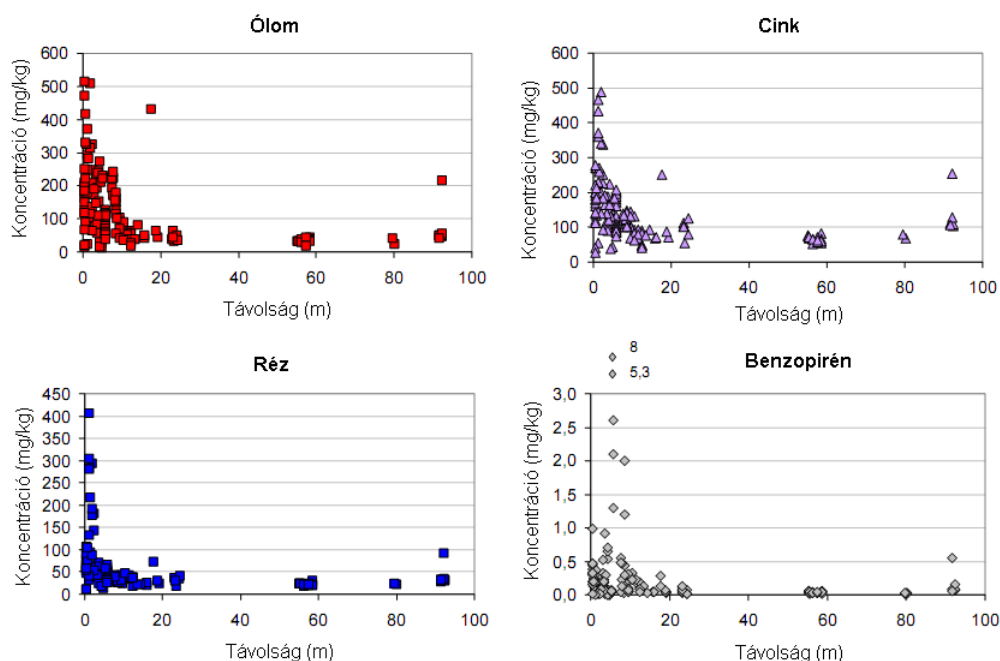 Ólom
Koncentráció (mg/kg)
600
500
400
300
200
100
0
0 20 40 60 80 100
Távolság (m)
Cink
Koncentráció (mg/kg)
600
500
400
300
200
100
0
0 20 40 60 80 100
Távolság (m)
Réz
Koncentráció (mg/kg)
450
400
350
300
250
200
150
100
50
0
0 20 40 60 80 100
Távolság (m)
Benzopirén
8
5,3
Koncentráció (mg/kg)
3,0
2,5
2,0
1,5
1,0
0,5
0,0
0 20 40 60 80 100
Távolság (m)